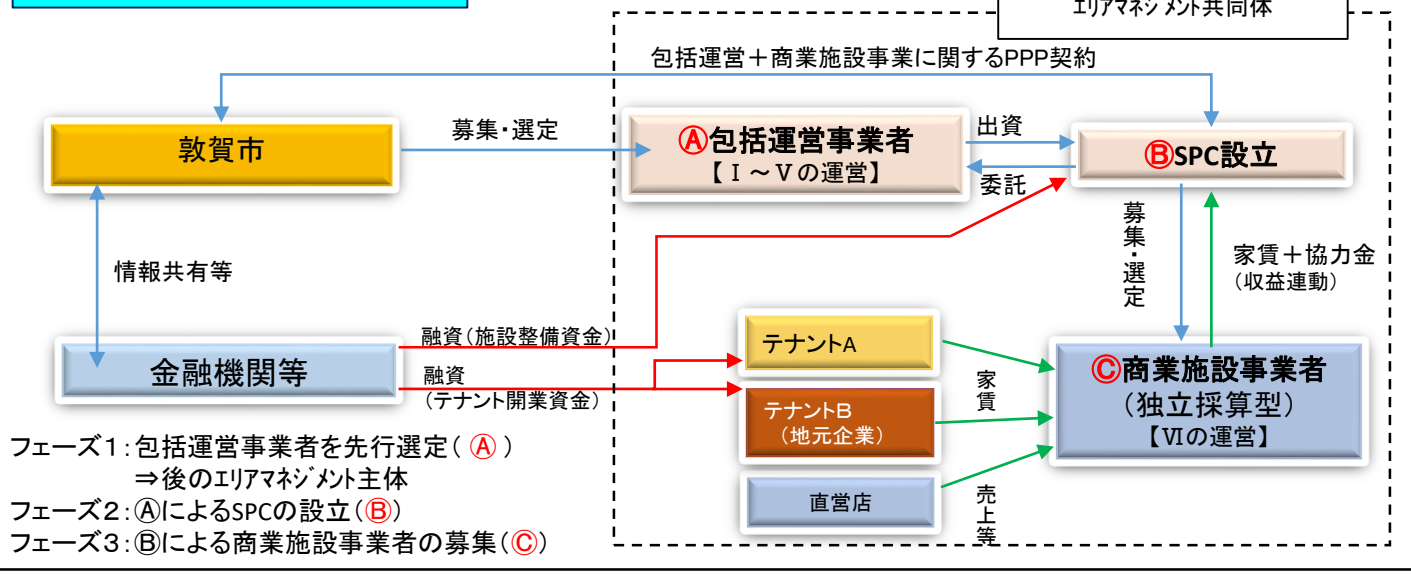 エリアマネジメント共同体
包括運営＋商業施設事業に関するPPP契約
敦賀市
募集・選定
Ⓐ包括運営事業者
【Ⅰ～Ⅴの運営】
出資
委託
ⒷSPC設立
情報共有等
募集・選定
家賃＋協力金
（収益連動）
金融機関等
融資（施設整備資金）
融資
（テナント開業資金）
テナントA
テナントB
（地元企業）
直営店
家賃
売上等
Ⓒ商業施設事業者
（独立採算型）
【Ⅵの運営】
フェーズ１：包括運営事業者を先行選定（Ⓐ）
⇒後のエリアマネジメント主体
フェーズ２：ⒶによるSPCの設立（Ⓑ）
フェーズ３：Ⓑによる商業施設事業者の募集（Ⓒ）